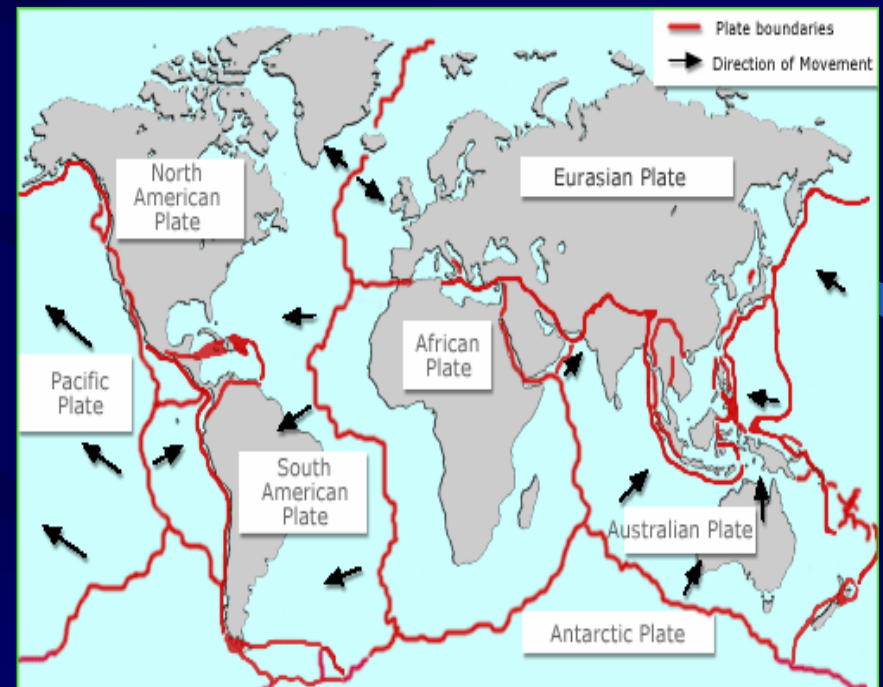 Plate boundaries
Direction of Movement
North
American
Plate
Eurasian Plate
African
Plate
Pacific
Plate
South
American
Plate
Australian Plate
Antarctic Plate